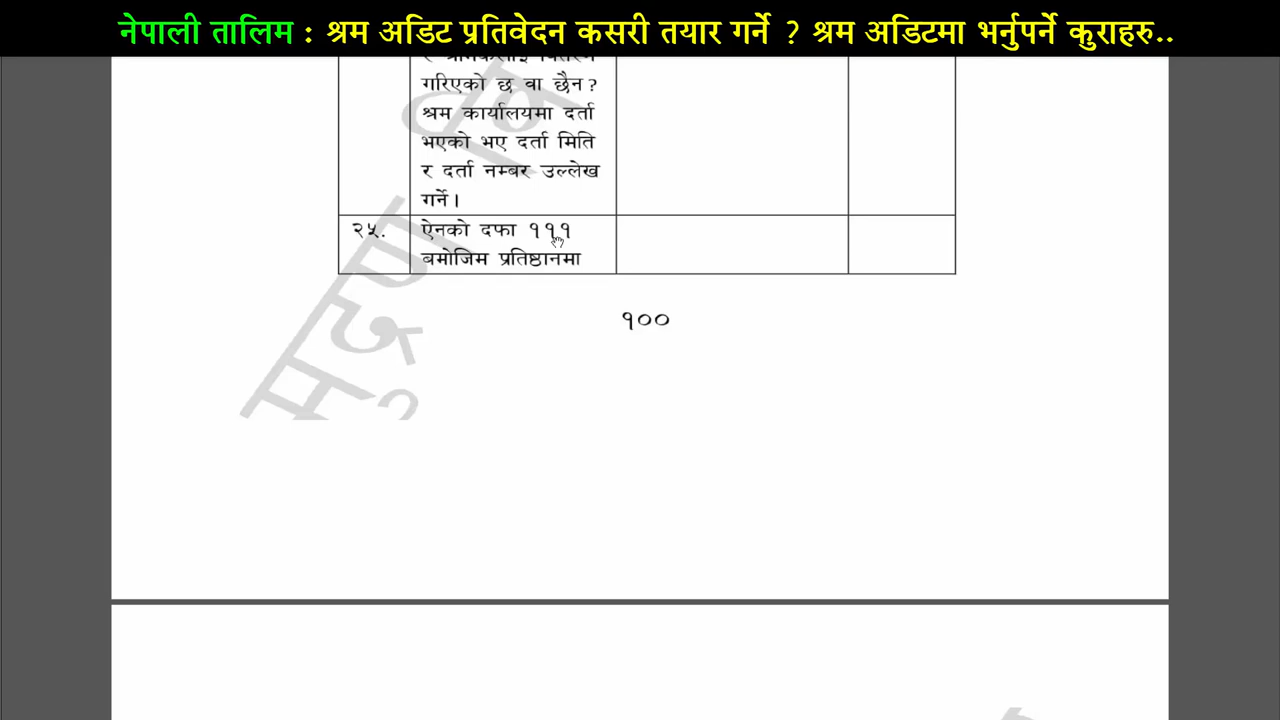 नेपाली तालिम : श्रम अडिट प्रतिवेदन कसरी तयार गर्ने ? श्रम अडिटमा भर्नुपर्ने कुराहरु..
गरिएको छ वा छैन?
श्रम कार्यालयमा दर्ता
भएको भए दर्ता मिति
र दर्ता नम्बर उल्लेख
गर्ने।
२५. ऐनको दफा १११
बमोजिम प्रतिष्ठानमा
१००
मुद्रण वि